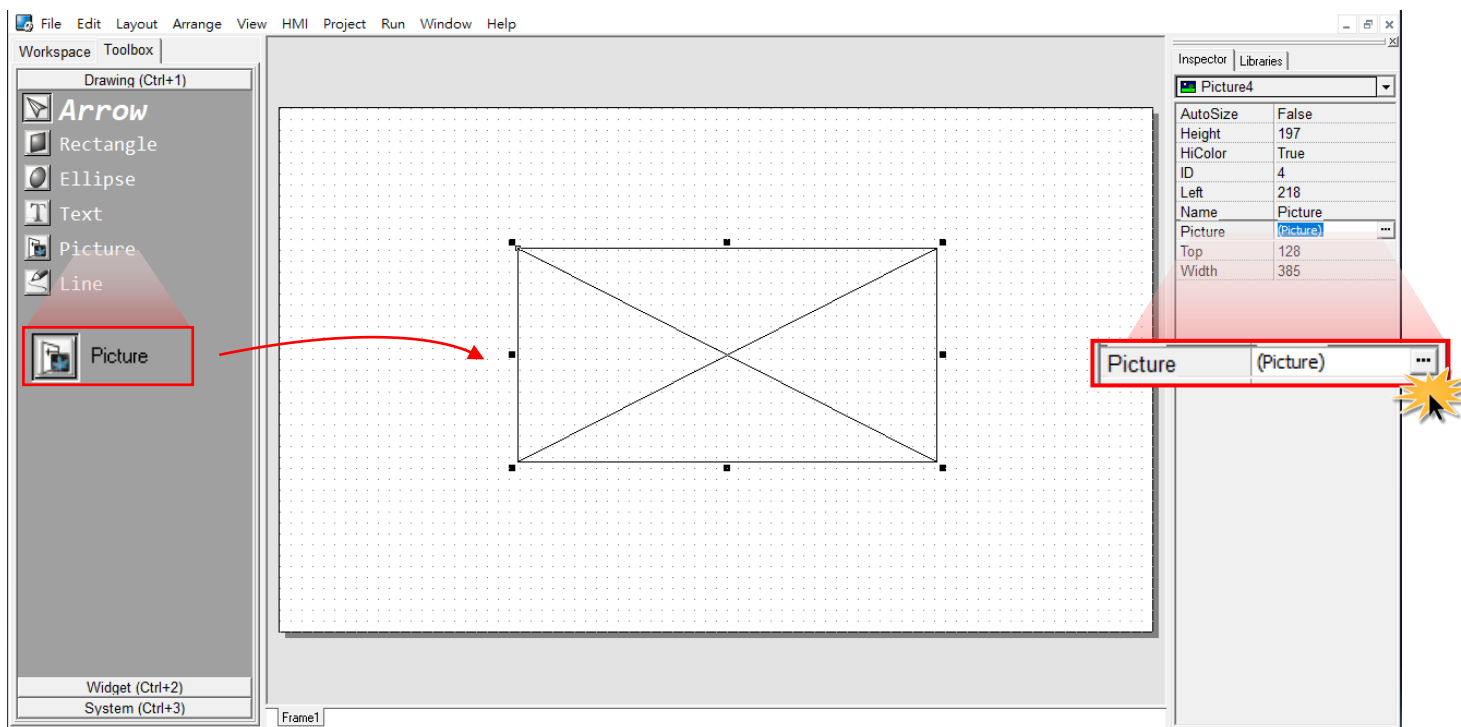 File Edit Layout Arrange View HMI Project Run Window Help
Workspace Toolbox
Drawing (Ctrl+1)
Arrow
Rectangle
Ellipse
Text
Picture
Line
Picture
Widget (Ctrl+2)
System (Ctrl+3)
Frame1
Inspector Libraries
Picture4
AutoSize False
Height 197
HiColor True
ID 4
Left 218
Name Picture
Picture (Picture) ...
Top 128
Width 385
Picture (Picture) ...